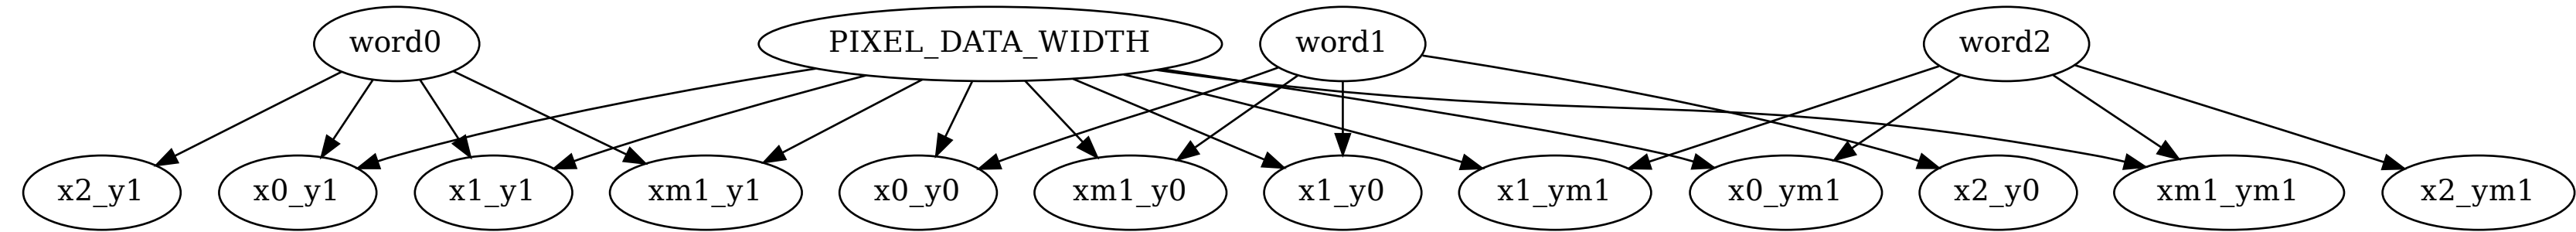 word0
PIXEL_DATA_WIDTH
word1
word2
x2_y1
x0_y1
x1_y1
xm1_y1
x0_y0
xm1_y0
x1_y0
x1_ym1
x0_ym1
x2_y0
xm1_ym1
x2_ym1